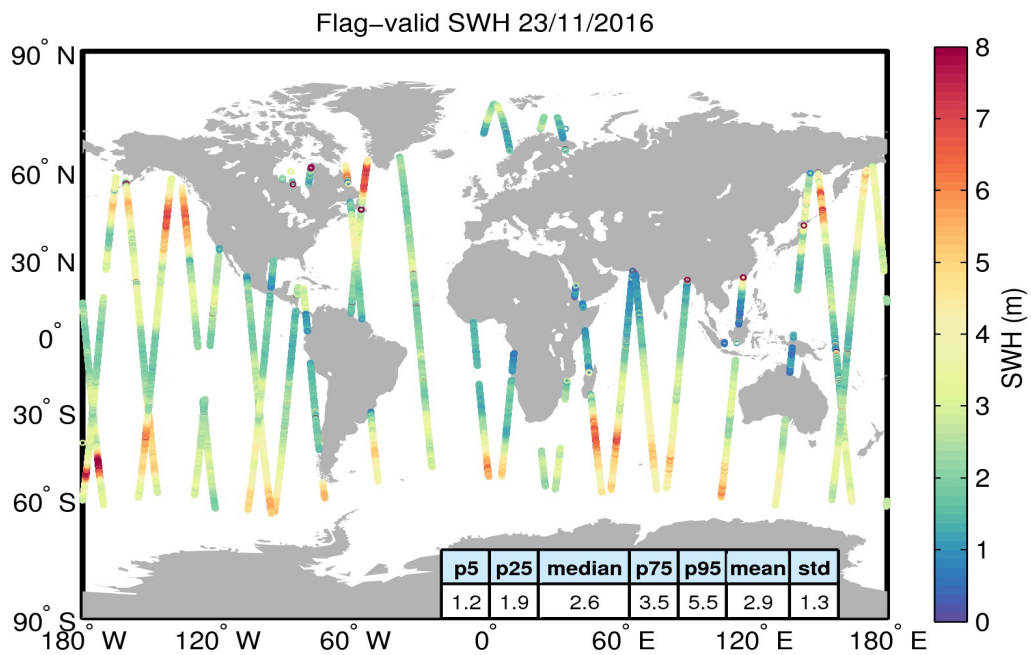 Flag−valid SWH 23/11/2016
90° N
60° N
30° N
0°
30° S
60° S
90° S
180° W
120° W
60° W
0°
60° E
120° E
180° E
p5 p25 median p75 p95 mean std
1.2 1.9 2.6 3.5 5.5 2.9 1.3
8
7
6
5
4
3
2
1
0
SWH (m)